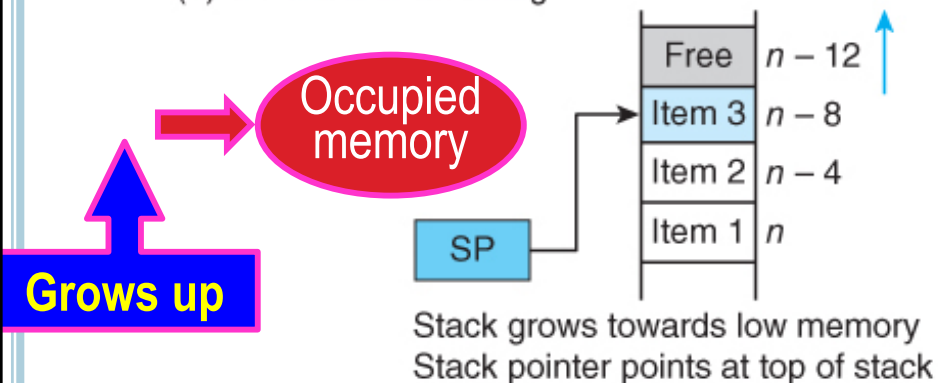 Occupied
memory
Grows up
Free n – 12
Item 3 n – 8
Item 2 n – 4
Item 1 n
SP
Stack grows towards low memory
Stack pointer points at top of stack